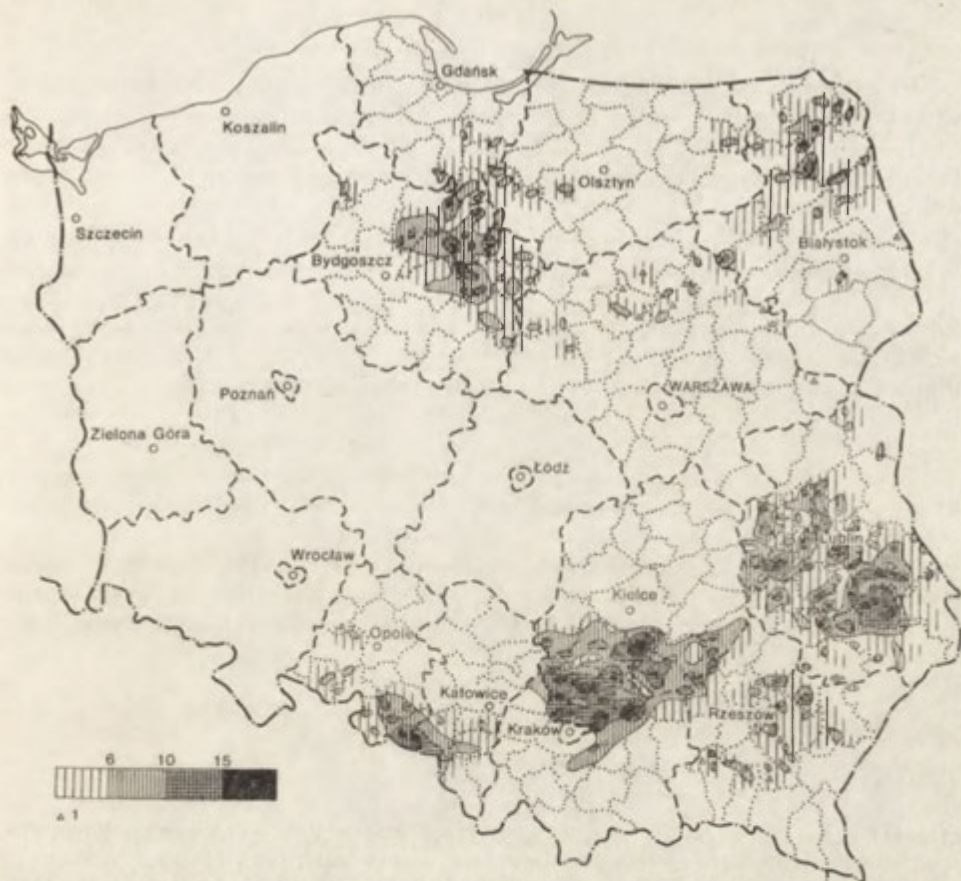 Gdańsk
Koszalin
Olsztyn
Szczecin
Białystok
Bydgoszcz
WARSZAWA
Poznań
Zielona Góra
Łódź
Lublin
Wrocław
Kielce
Opole
Katowice
Rzeszów
Kraków
6 10 15
▵ 1